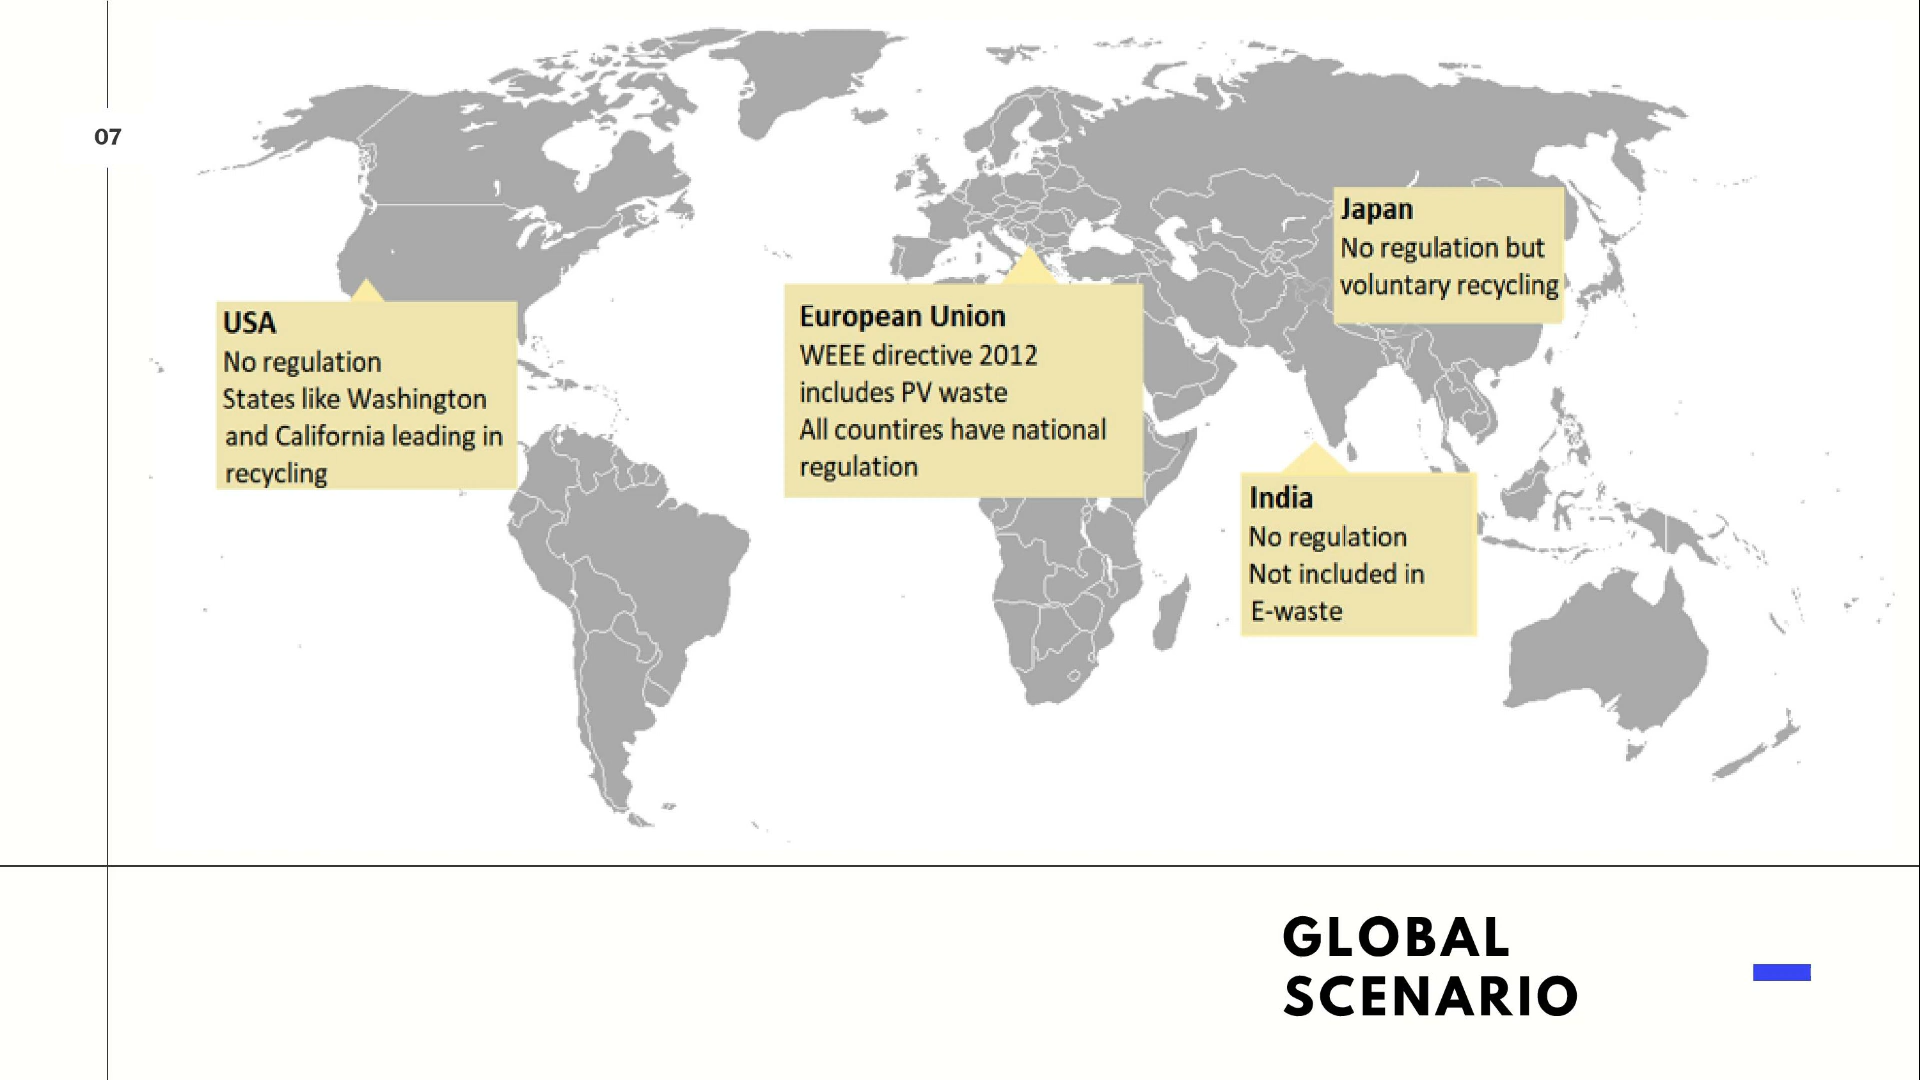 07
Japan
No regulation but
voluntary recycling
USA
No regulation
States like Washington
and California leading in
recycling
European Union
WEEE directive 2012
includes PV waste
All countires have national
regulation
India
No regulation
Not included in
E-waste
GLOBAL
SCENARIO